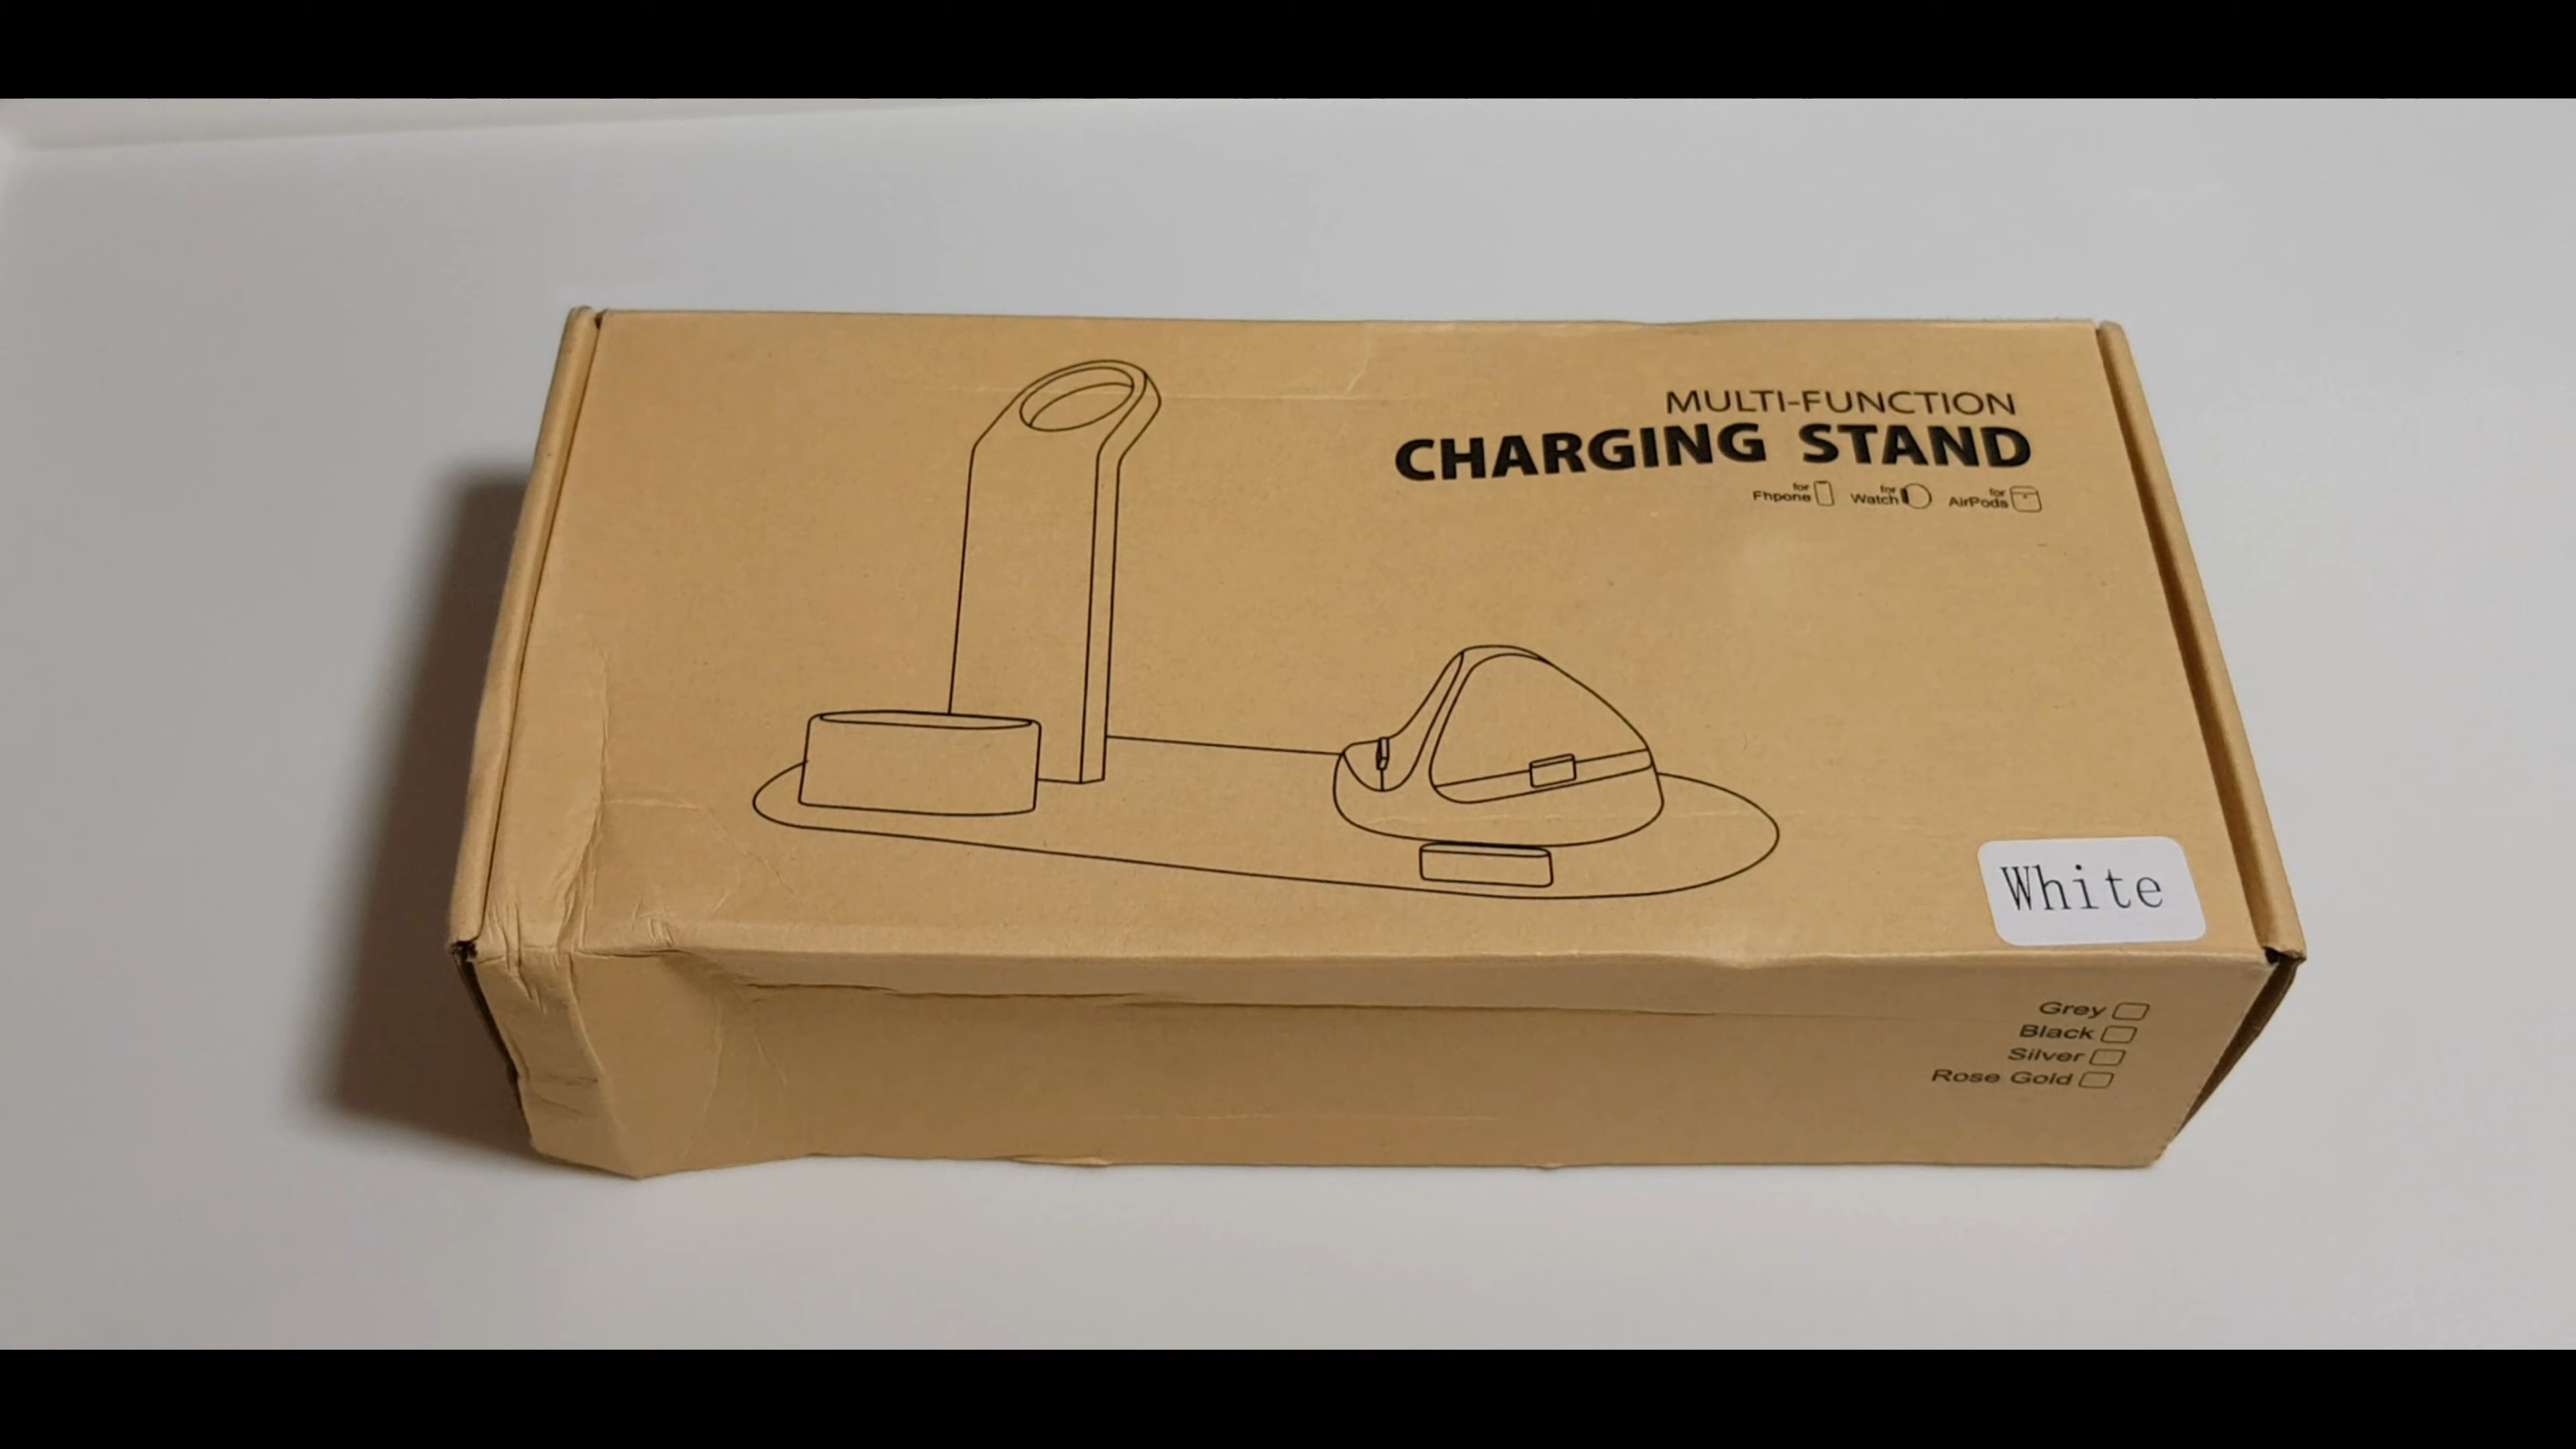 MULTI-FUNCTION
CHARGING STAND
for Fhpone for Watch for AirPods
White
Grey
Black
Silver
Rose Gold